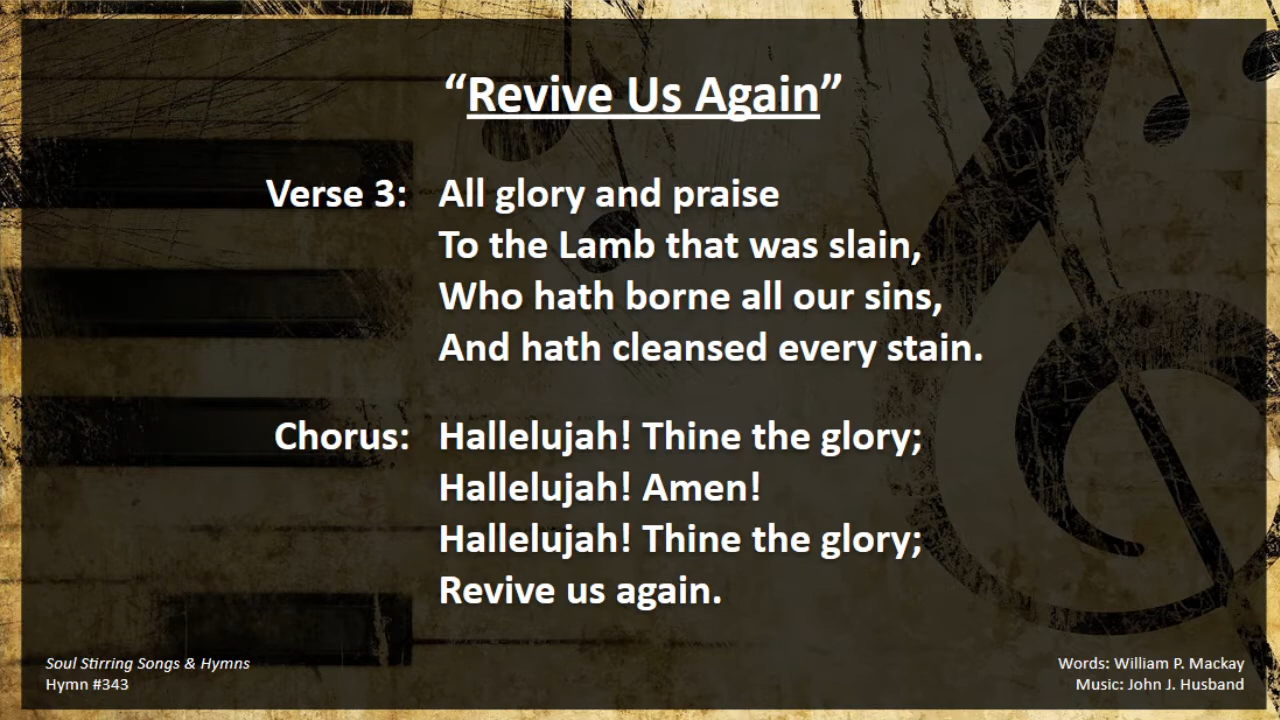 “Revive Us Again”
Verse 3: All glory and praise
To the Lamb that was slain,
Who hath borne all our sins,
And hath cleansed every stain.
Chorus: Hallelujah! Thine the glory;
Hallelujah! Amen!
Hallelujah! Thine the glory;
Revive us again.
Soul Stirring Songs & Hymns
Hymn #343
Words: William P. Mackay
Music: John J. Husband